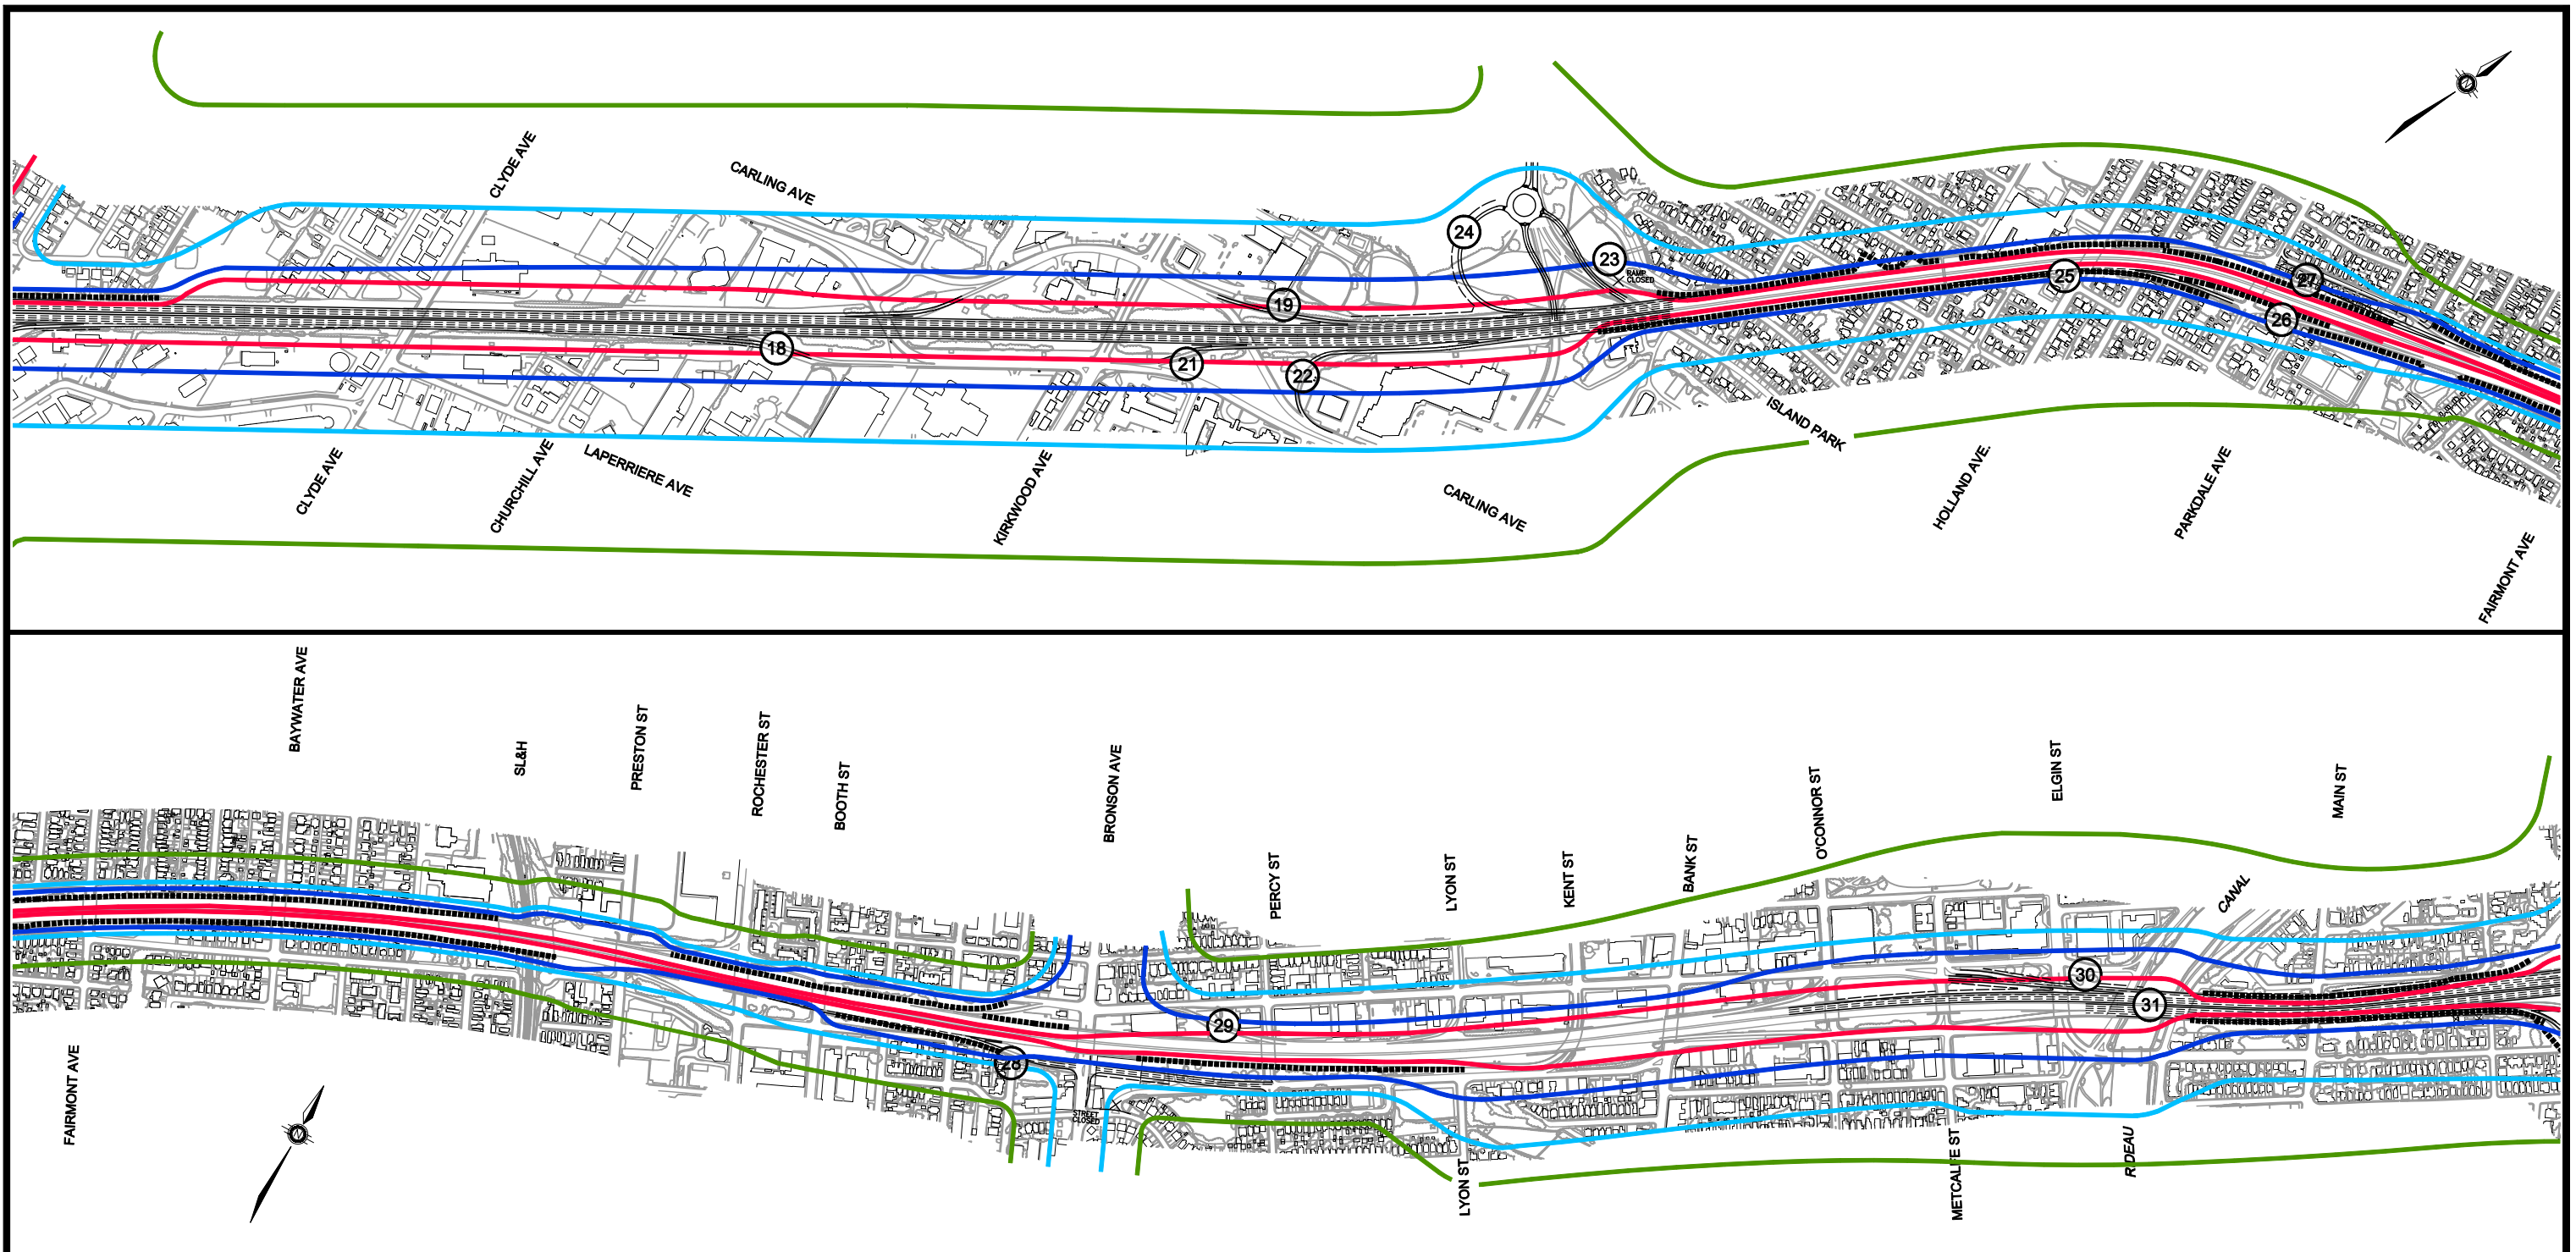 CLYDE AVE
CARLING AVE
24
23
RAMP
CLOSED
19
25
27
26
18
21
22
ISLAND PARK
CLYDE AVE
CHURCHILL AVE
LAPERRIERE AVE
KIRKWOOD AVE
CARLING AVE
HOLLAND AVE.
PARKDALE AVE
FAIRMONT AVE
BAYWATER AVE
SL&H
PRESTON ST
ROCHESTER ST
BOOTH ST
BRONSON AVE
PERCY ST
LYON ST
KENT ST
BANK ST
O'CONNOR ST
ELGIN ST
CANAL
MAIN ST
30
31
29
28
STREET
CLOSED
FAIRMONT AVE
LYON ST
METCALFE ST
RIDEAU